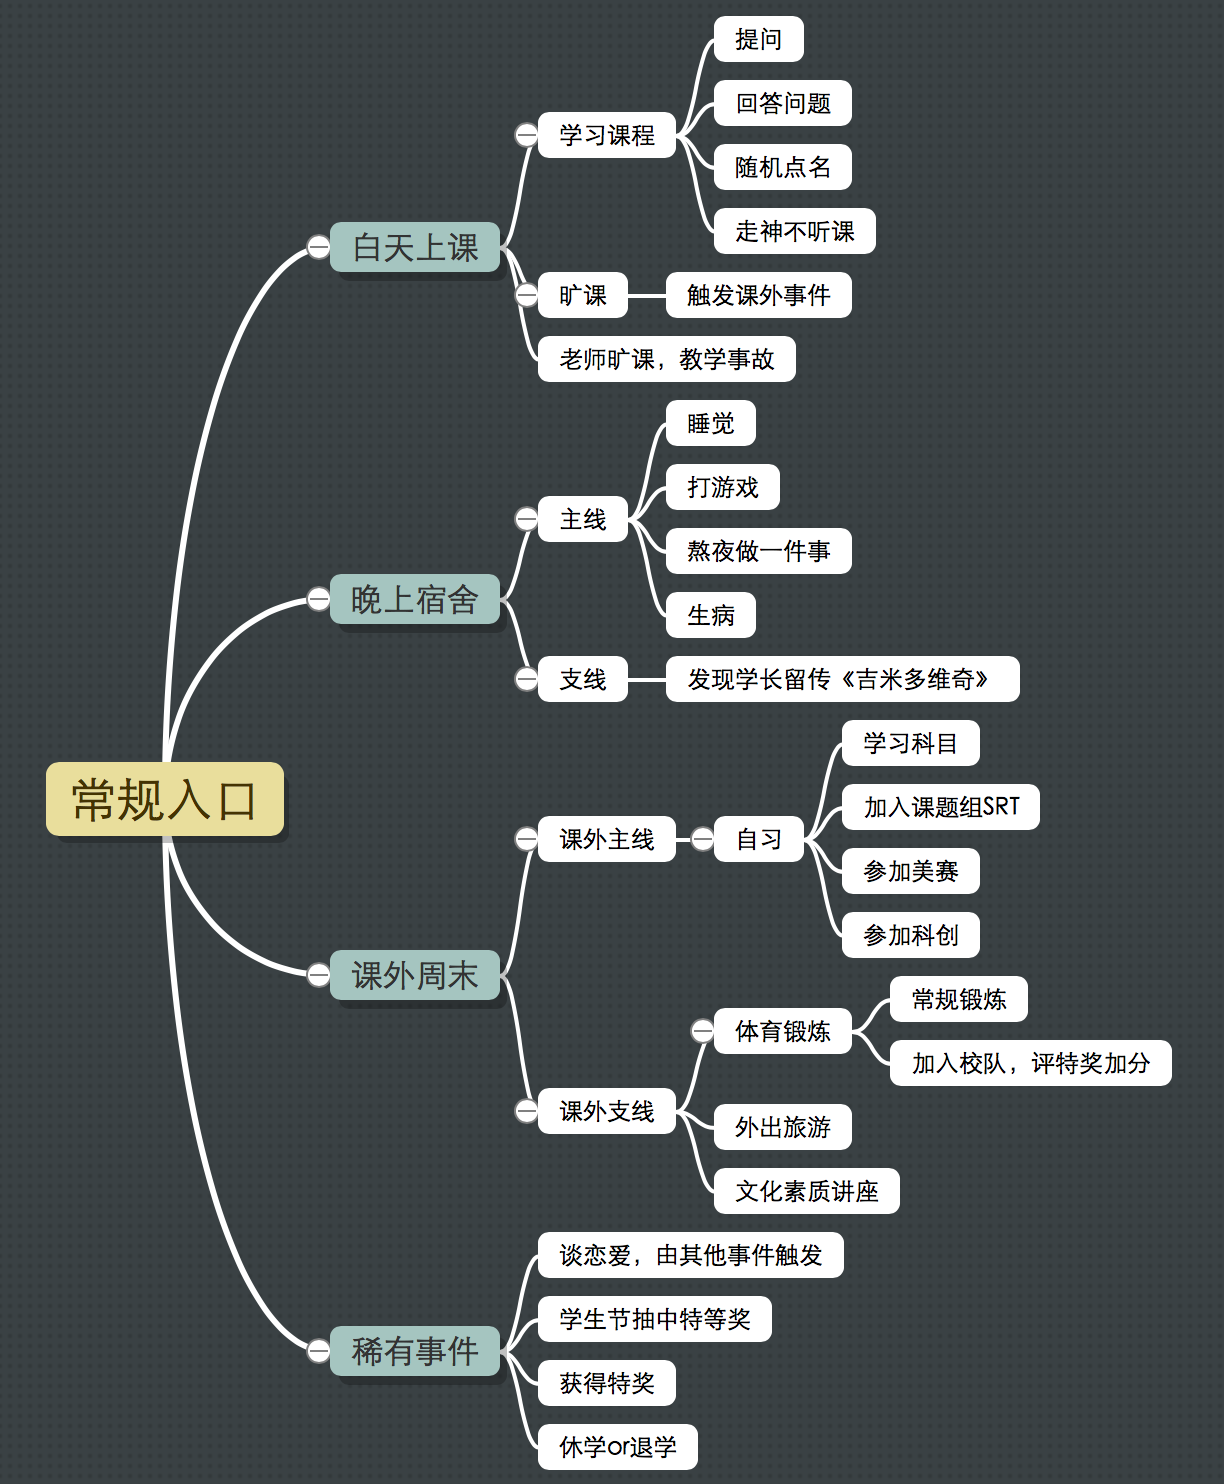 常规入口
白天上课
学习课程
提问
回答问题
随机点名
走神不听课
旷课
触发课外事件
老师旷课，教学事故
晚上宿舍
主线
睡觉
打游戏
熬夜做一件事
生病
支线
发现学长留传《吉米多维奇》
课外周末
课外主线
自习
学习科目
加入课题组SRT
参加美赛
参加科创
课外支线
体育锻炼
常规锻炼
加入校队，评特奖加分
外出旅游
文化素质讲座
稀有事件
谈恋爱，由其他事件触发
学生节抽中特等奖
获得特奖
休学or退学